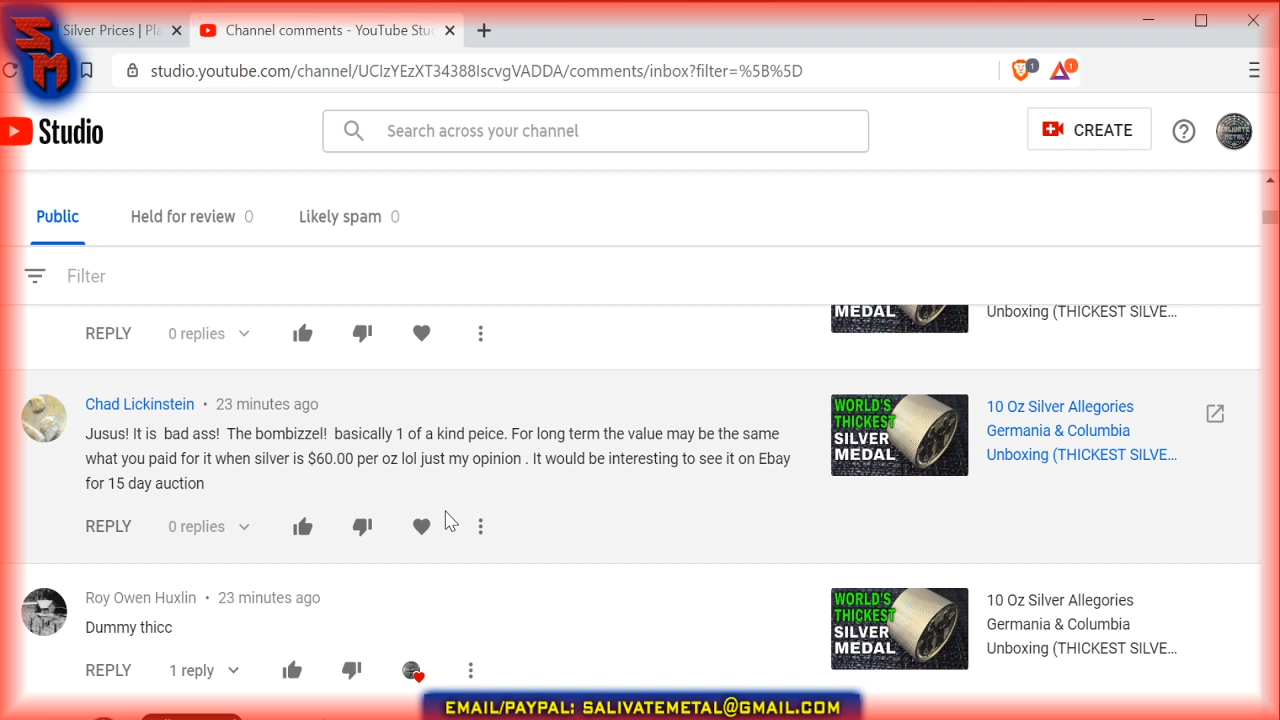 SM
Silver Prices | Pla
Channel comments - YouTube Stu
studio.youtube.com/channel/UCIzYEzXT34388IscvgVADDA/comments/inbox?filter=%5B%5D
1
1
Studio
Search across your channel
CREATE
SALIVATE
METAL
Public
Held for review 0
Likely spam 0
Filter
REPLY
0 replies
MEDAL
Unboxing (THICKEST SILVE...
Chad Lickinstein • 23 minutes ago
Jusus! It is bad ass! The bombizzel! basically 1 of a kind peice. For long term the value may be the same
what you paid for it when silver is $60.00 per oz lol just my opinion . It would be interesting to see it on Ebay
for 15 day auction
REPLY
0 replies
WORLD'S
THICKEST
SILVER
MEDAL
10 Oz Silver Allegories
Germania & Columbia
Unboxing (THICKEST SILVE...
Roy Owen Huxlin • 23 minutes ago
Dummy thicc
REPLY
1 reply
WORLD'S
THICKEST
SILVER
MEDAL
10 Oz Silver Allegories
Germania & Columbia
Unboxing (THICKEST SILVE...
EMAIL/PAYPAL: SALIVATEMETAL@GMAIL.COM